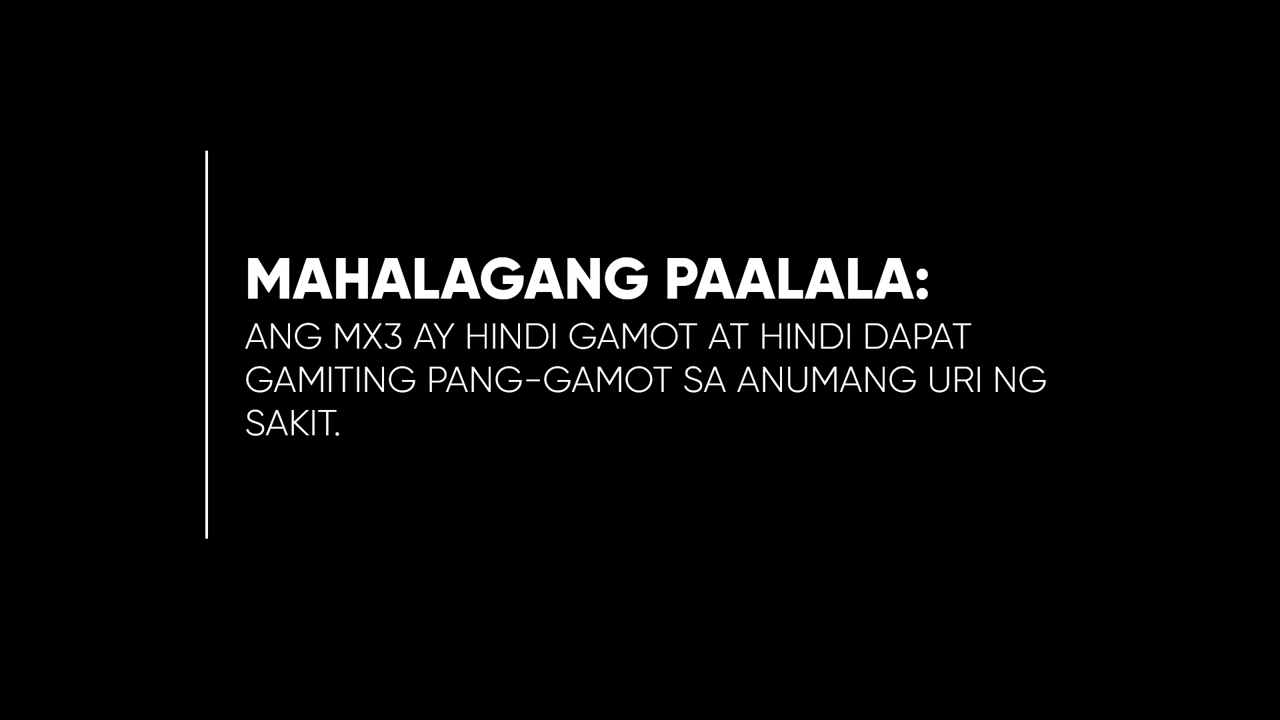 MAHALAGANG PAALALA:
ANG MX3 AY HINDI GAMOT AT HINDI DAPAT
GAMITING PANG-GAMOT SA ANUMANG URI NG
SAKIT.